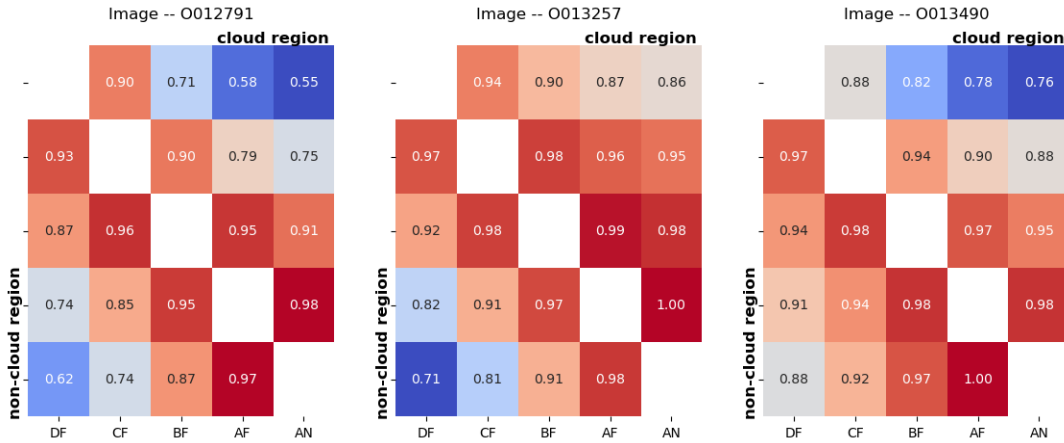 Image -- O012791
cloud region
0.90 0.71 0.58 0.55
0.93 0.90 0.79 0.75
0.87 0.96 0.95 0.91
0.74 0.85 0.95 0.98
0.62 0.74 0.87 0.97
non-cloud region
DF CF BF AF AN
Image -- O013257
cloud region
0.94 0.90 0.87 0.86
0.97 0.98 0.96 0.95
0.92 0.98 0.99 0.98
0.82 0.91 0.97 1.00
0.71 0.81 0.91 0.98
non-cloud region
DF CF BF AF AN
Image -- O013490
cloud region
0.88 0.82 0.78 0.76
0.97 0.94 0.90 0.88
0.94 0.98 0.97 0.95
0.91 0.94 0.98 0.98
0.88 0.92 0.97 1.00
non-cloud region
DF CF BF AF AN